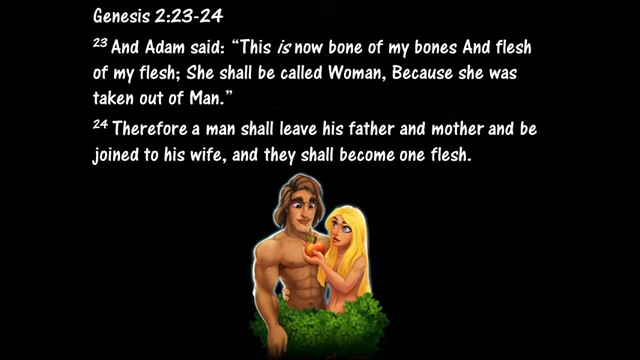 Genesis 2:23-24
23 And Adam said: “This is now bone of my bones And flesh
of my flesh; She shall be called Woman, Because she was
taken out of Man.”
24 Therefore a man shall leave his father and mother and be
joined to his wife, and they shall become one flesh.